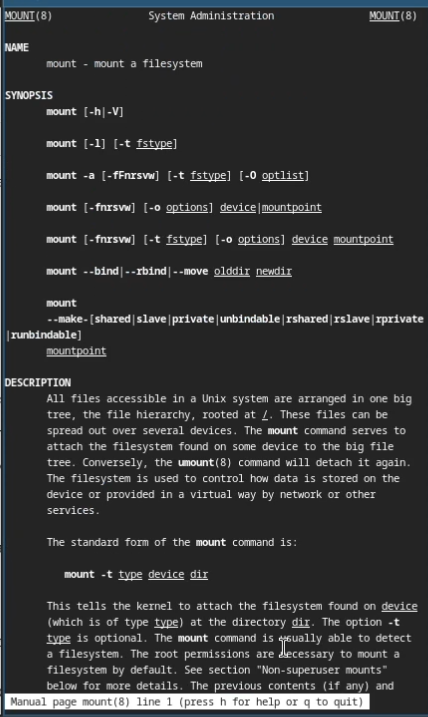 MOUNT(8) System Administration MOUNT(8)
NAME
mount - mount a filesystem
SYNOPSIS
mount [-h|-V]
mount [-l] [-t fstype]
mount -a [-fFnrsvw] [-t fstype] [-O optlist]
mount [-fnrsvw] [-o options] device|mountpoint
mount [-fnrsvw] [-t fstype] [-o options] device mountpoint
mount --bind|--rbind|--move olddir newdir
mount
--make-[shared|slave|private|unbindable|rshared|rslave|rprivate
|runbindable]
mountpoint
DESCRIPTION
All files accessible in a Unix system are arranged in one big
tree, the file hierarchy, rooted at /. These files can be
spread out over several devices. The mount command serves to
attach the filesystem found on some device to the big file
tree. Conversely, the umount(8) command will detach it again.
The filesystem is used to control how data is stored on the
device or provided in a virtual way by network or other
services.
The standard form of the mount command is:
mount -t type device dir
This tells the kernel to attach the filesystem found on device
(which is of type type) at the directory dir. The option -t
type is optional. The mount command is usually able to detect
a filesystem. The root permissions are necessary to mount a
filesystem by default. See section "Non-superuser mounts"
below for more details. The previous contents (if any) and
Manual page mount(8) line 1 (press h for help or q to quit)